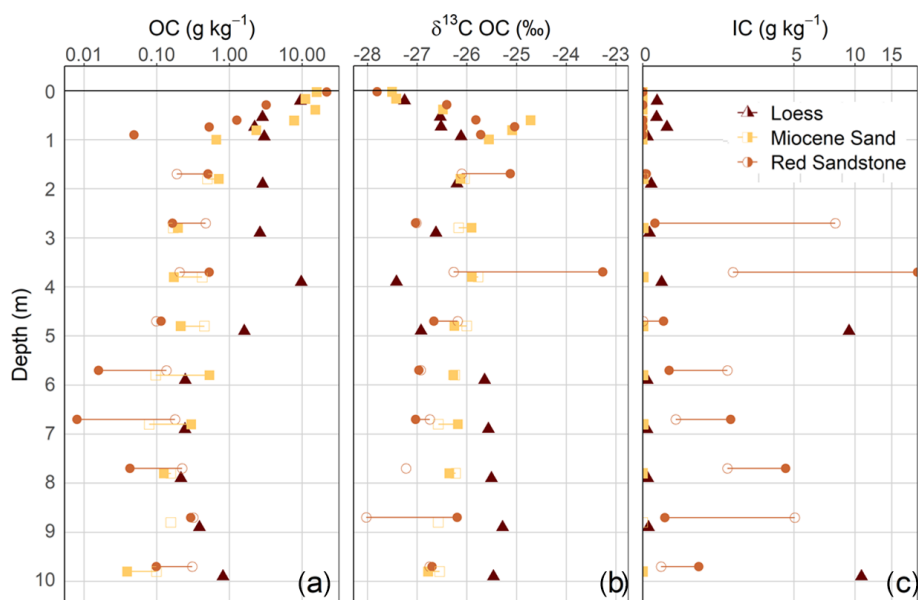 OC (g kg⁻¹)
δ¹³C OC (‰)
IC (g kg⁻¹)
0.01 0.10 1.00 10.00
-28 -27 -26 -25 -24 -23
0 5 10 15
Depth (m)
0
1
2
3
4
5
6
7
8
9
10
Loess
Miocene Sand
Red Sandstone
(a)
(b)
(c)